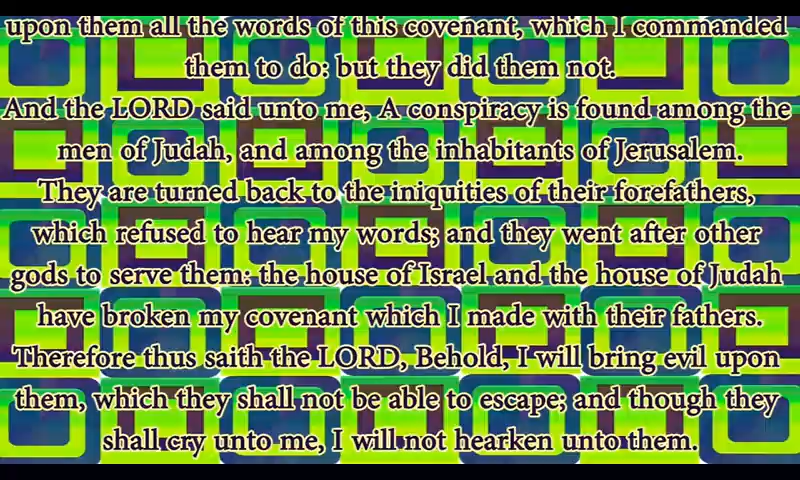 upon them all the words of this covenant, which I commanded
them to do: but they did them not.
And the LORD said unto me, A conspiracy is found among the
men of Judah, and among the inhabitants of Jerusalem.
They are turned back to the iniquities of their forefathers,
which refused to hear my words; and they went after other
gods to serve them: the house of Israel and the house of Judah
have broken my covenant which I made with their fathers.
Therefore thus saith the LORD, Behold, I will bring evil upon
them, which they shall not be able to escape; and though they
shall cry unto me, I will not hearken unto them.